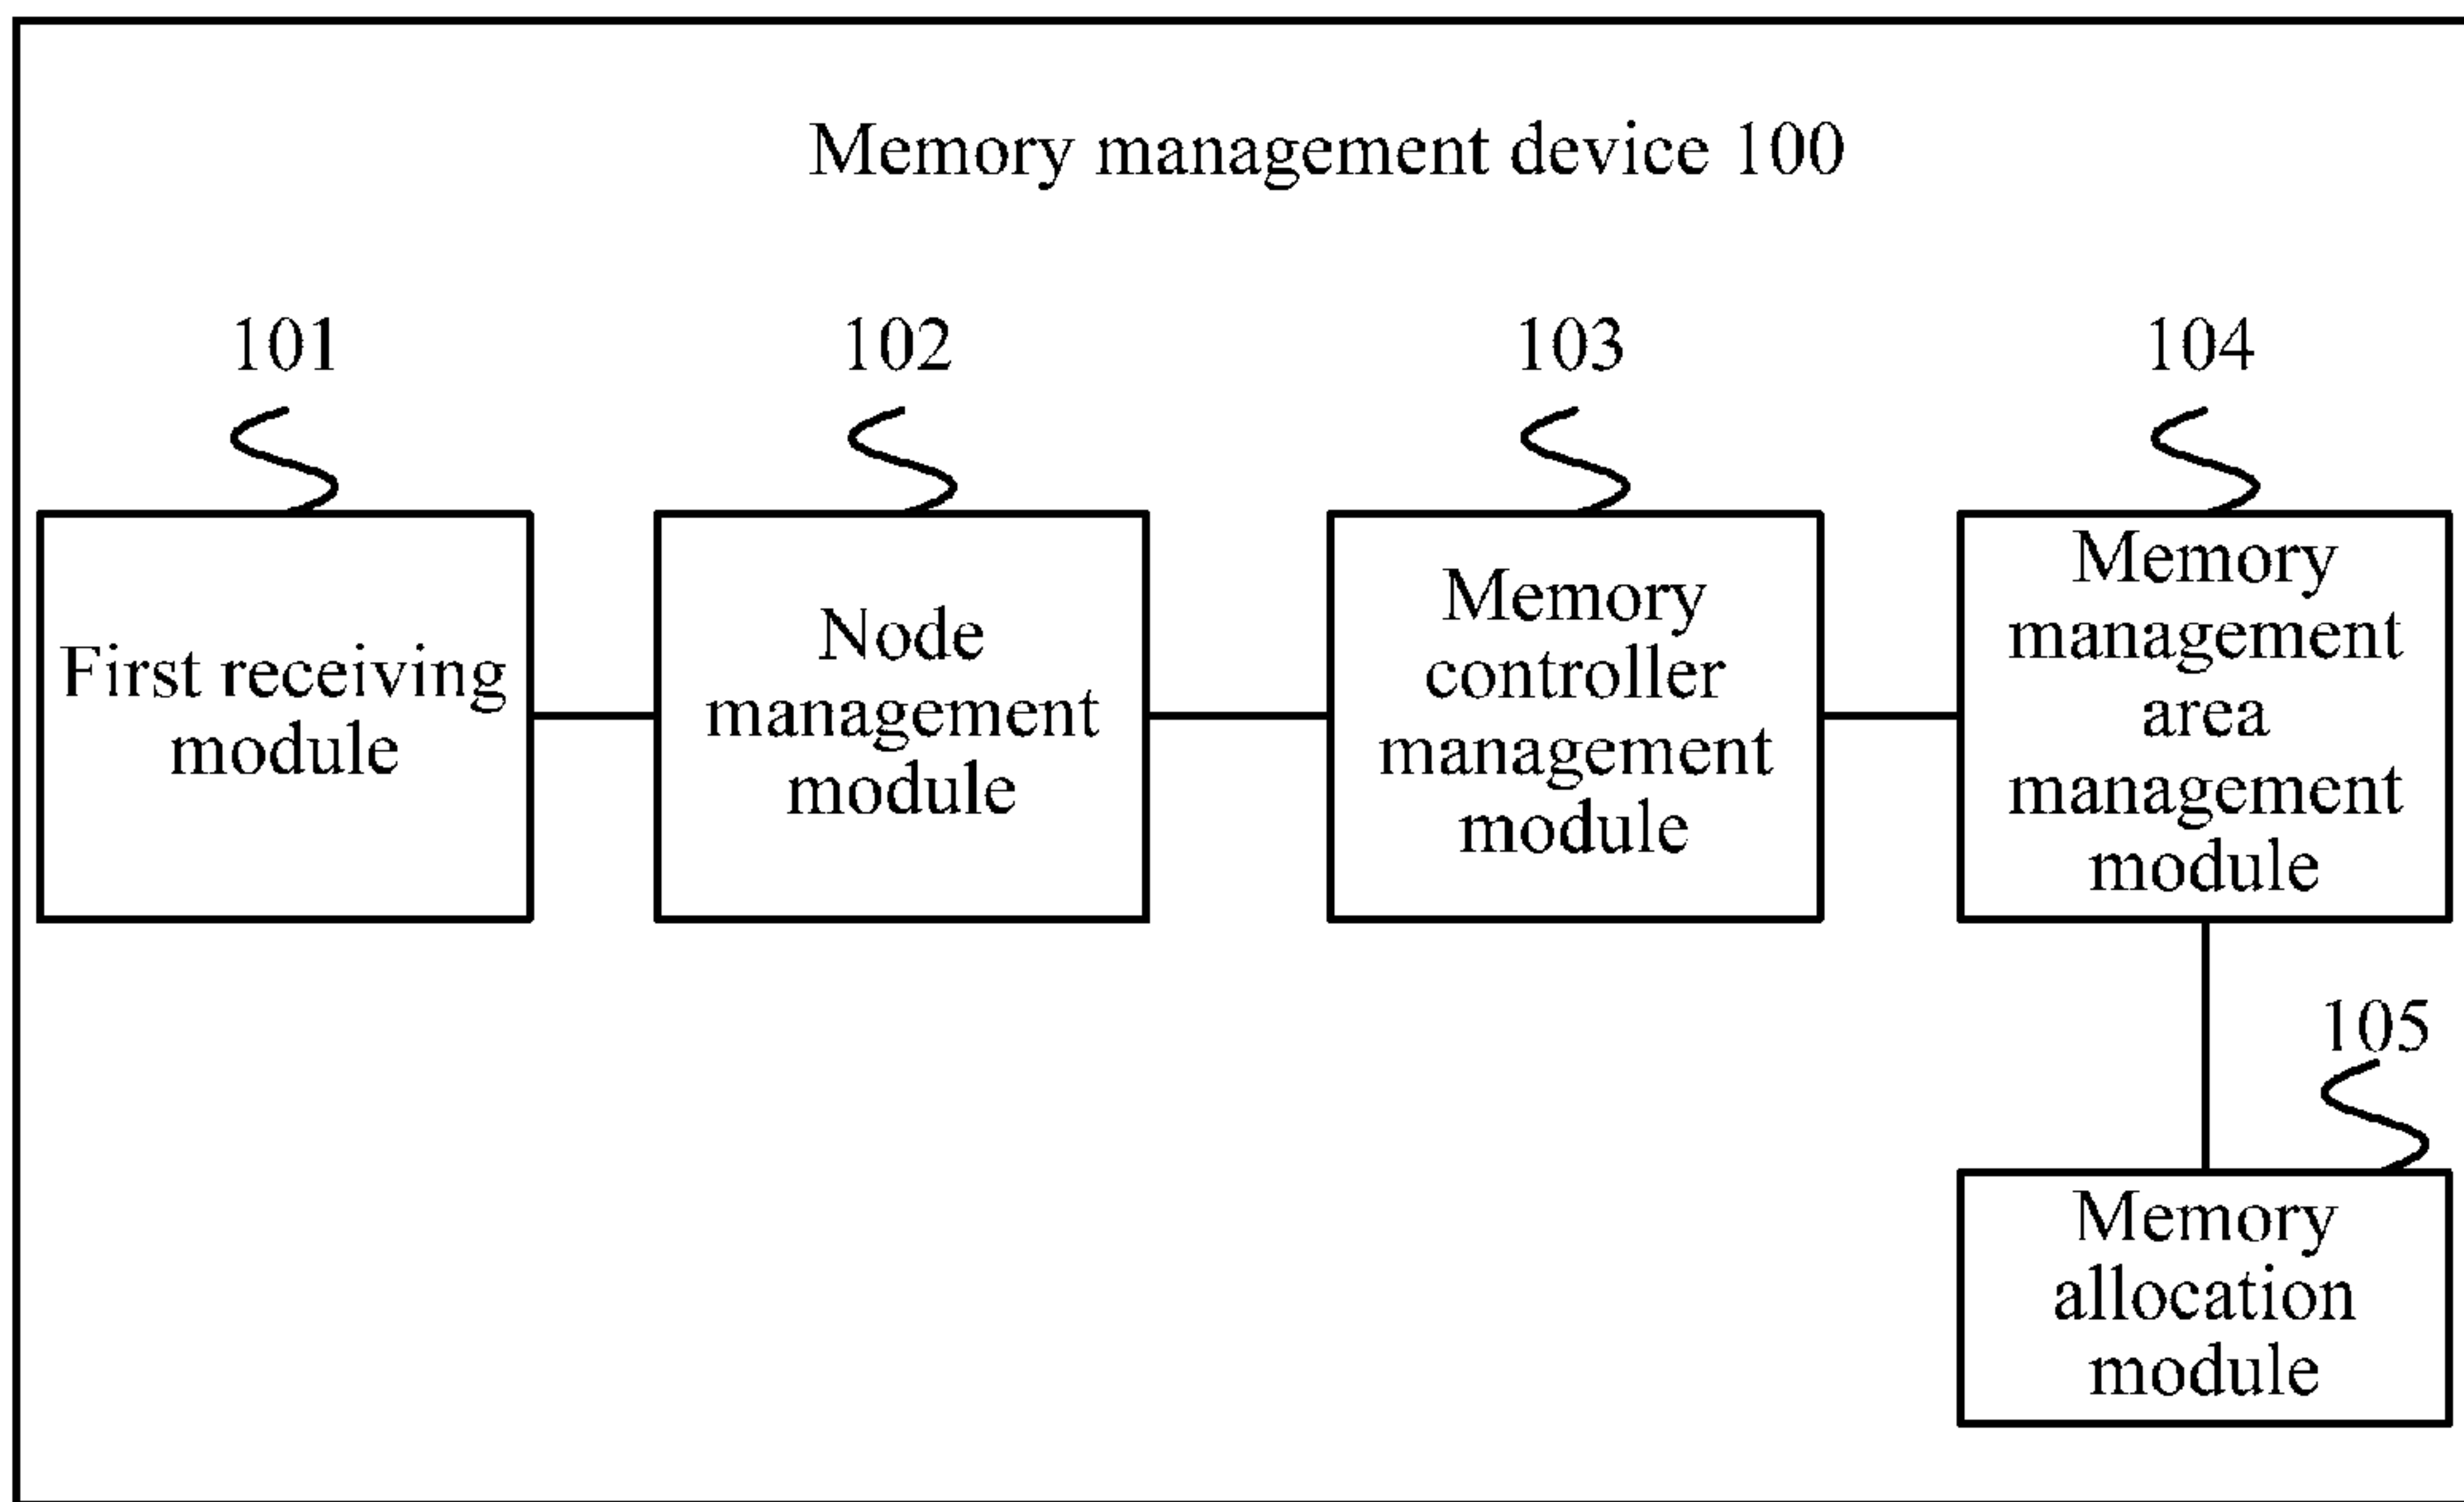 Memory management device 100
101
102
103
104
First receiving
module
Node
management
module
Memory
controller
management
module
Memory
management
area
management
module
105
Memory
allocation
module